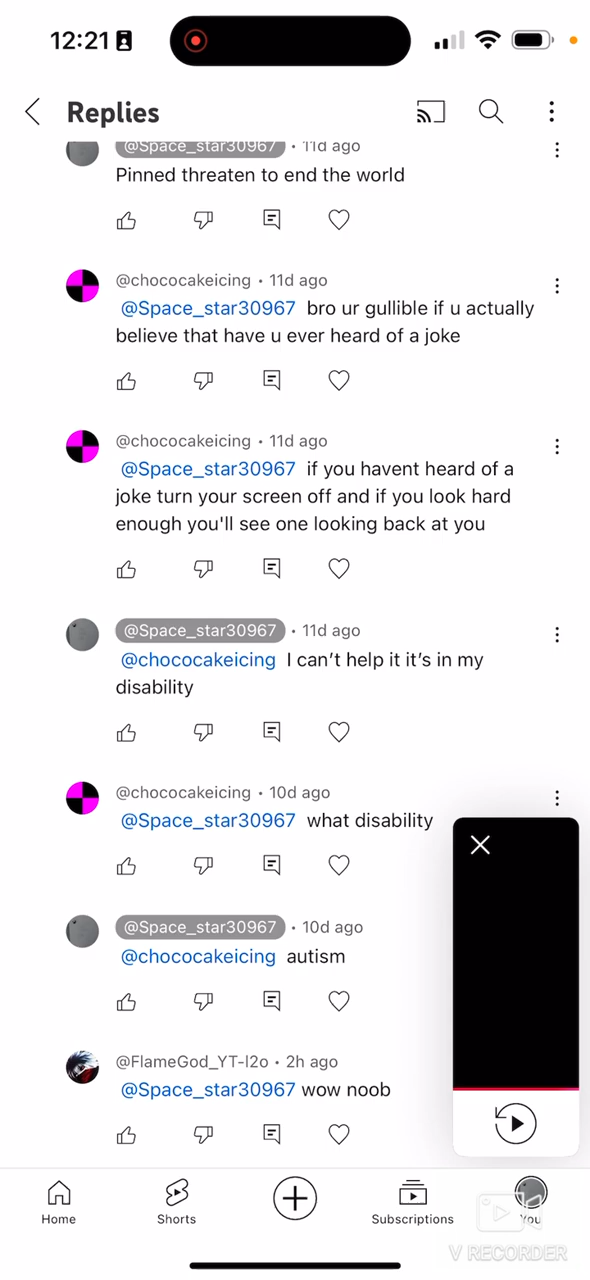 12:21
Replies
@Space_star30967 • 11d ago
Pinned threaten to end the world
@chococakeicing • 11d ago
@Space_star30967 bro ur gullible if u actually
believe that have u ever heard of a joke
@chococakeicing • 11d ago
@Space_star30967 if you havent heard of a
joke turn your screen off and if you look hard
enough you'll see one looking back at you
@Space_star30967 • 11d ago
@chococakeicing I can’t help it it’s in my
disability
@chococakeicing • 10d ago
@Space_star30967 what disability
@Space_star30967 • 10d ago
@chococakeicing autism
@FlameGod_YT-l2o • 2h ago
@Space_star30967 wow noob
Home
Shorts
Subscriptions
You
V RECORDER